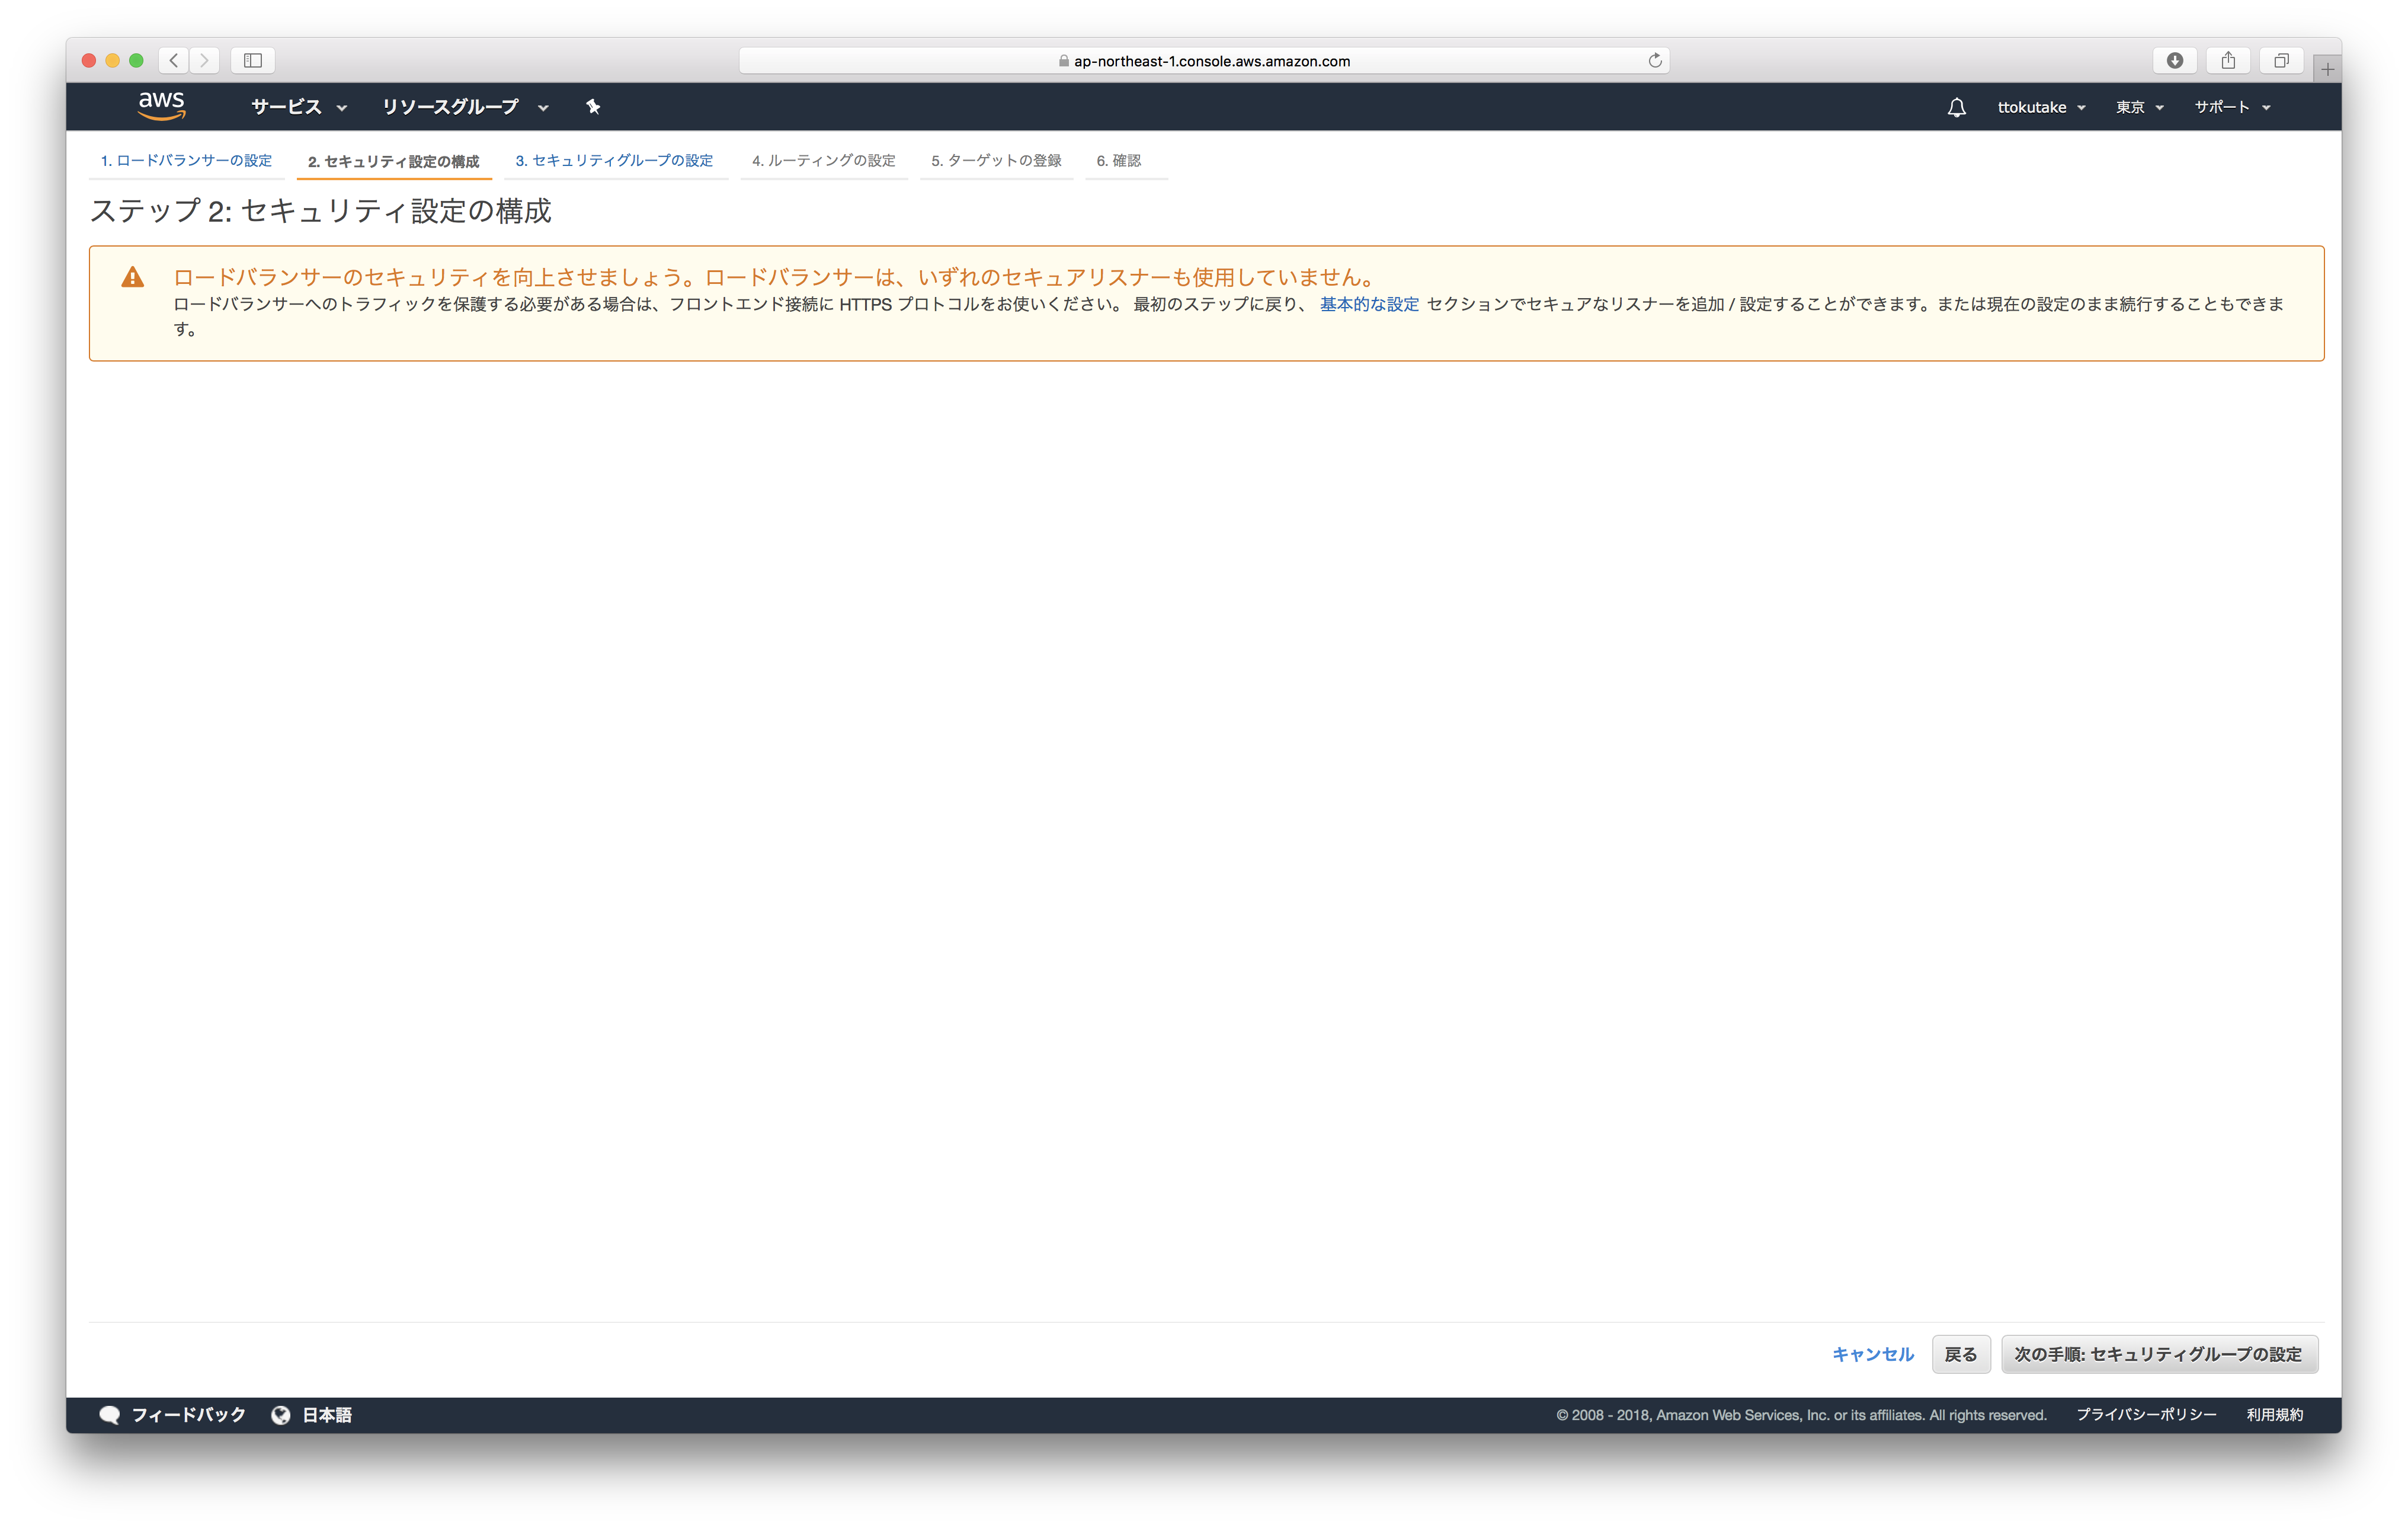 ap-northeast-1.console.aws.amazon.com
aws サービス リソースグループ ttokutake 東京 サポート
1. ロードバランサーの設定 2. セキュリティ設定の構成 3. セキュリティグループの設定 4. ルーティングの設定 5. ターゲットの登録 6. 確認
ステップ 2: セキュリティ設定の構成
ロードバランサーのセキュリティを向上させましょう。ロードバランサーは、いずれのセキュアリスナーも使用していません。
ロードバランサーへのトラフィックを保護する必要がある場合は、フロントエンド接続に HTTPS プロトコルをお使いください。 最初のステップに戻り、 基本的な設定 セクションでセキュアなリスナーを追加 / 設定することができます。または現在の設定のまま続行することもできま
す。
キャンセル 戻る 次の手順: セキュリティグループの設定
フィードバック 日本語 © 2008 - 2018, Amazon Web Services, Inc. or its affiliates. All rights reserved. プライバシーポリシー 利用規約